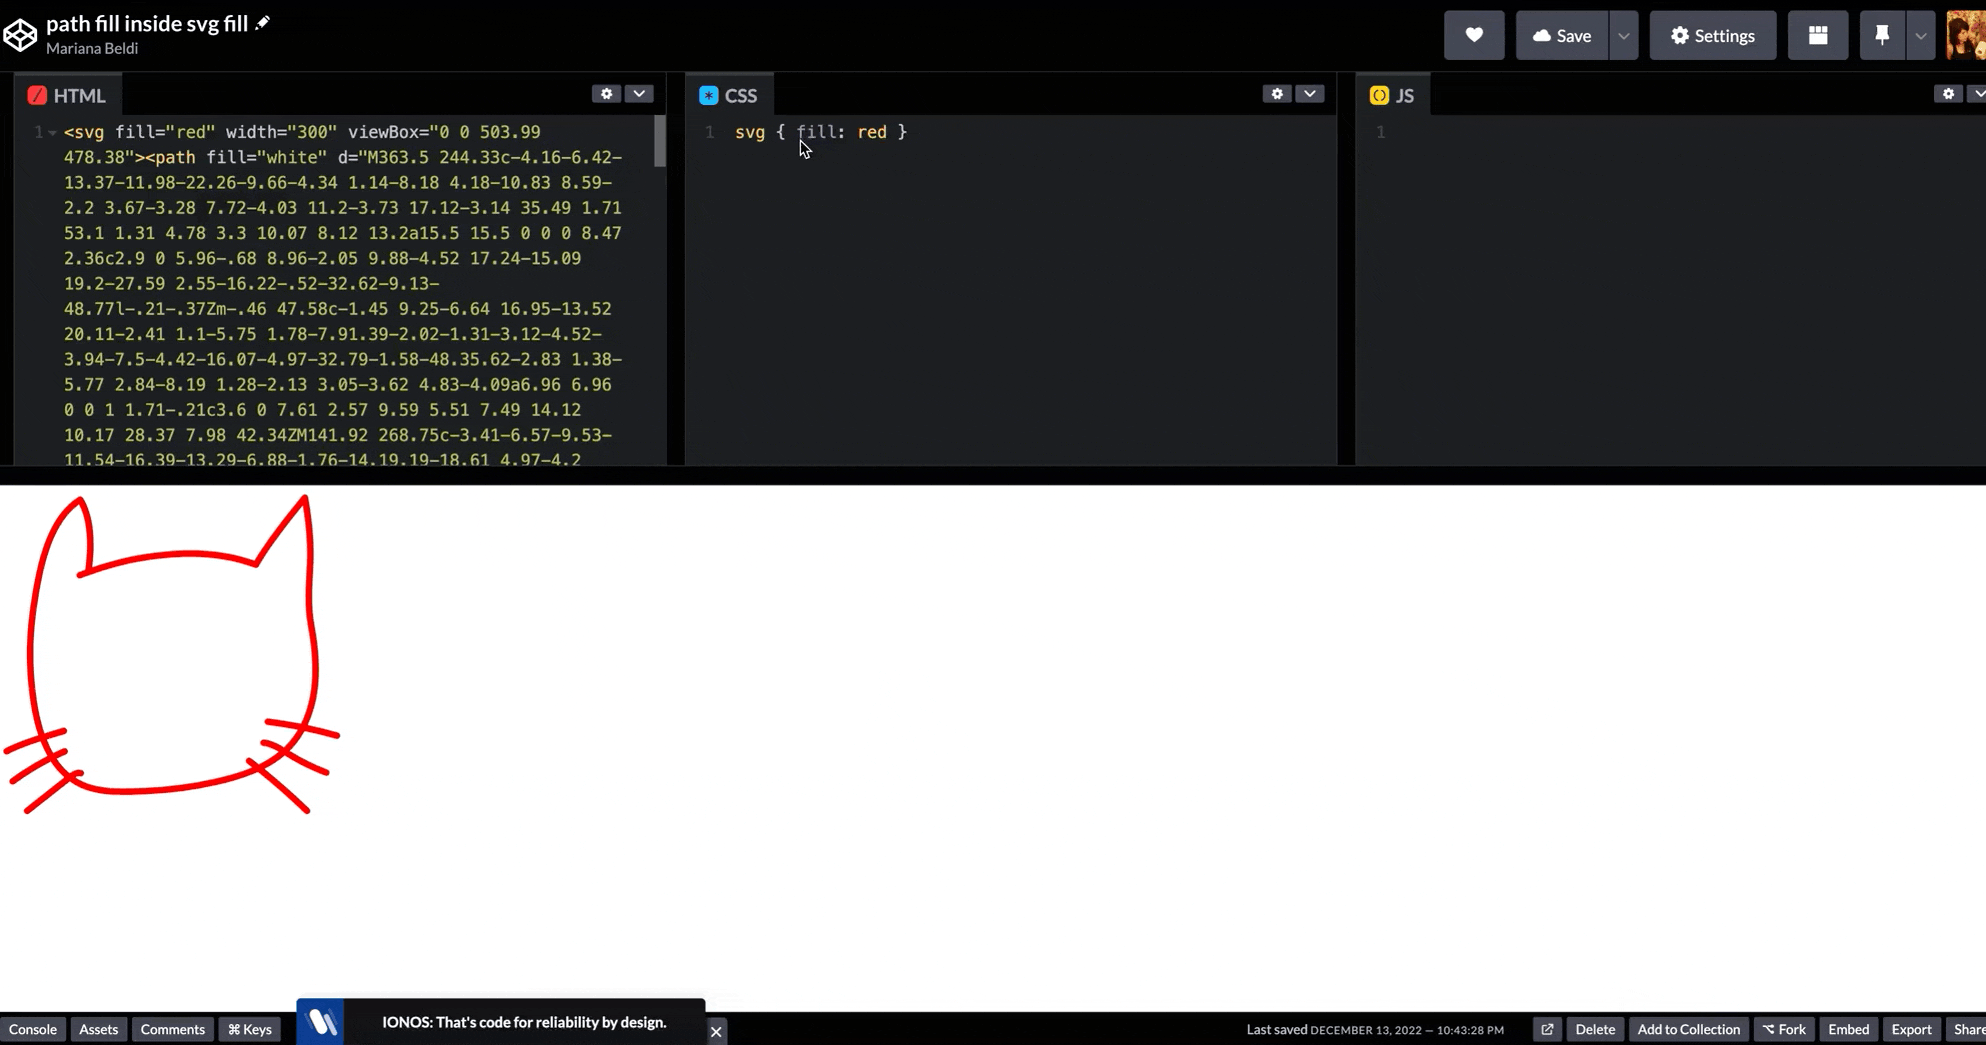 path fill inside svg fill
Mariana Beldi
Save
Settings
HTML
1 <svg fill="red" width="300" viewBox="0 0 503.99
478.38"><path fill="white" d="M363.5 244.33c-4.16-6.42-
13.37-11.98-22.26-9.66-4.34 1.14-8.18 4.18-10.83 8.59-
2.2 3.67-3.28 7.72-4.03 11.2-3.73 17.12-3.14 35.49 1.71
53.1 1.31 4.78 3.3 10.07 8.12 13.2a15.5 15.5 0 0 0 8.47
2.36c2.9 0 5.96-.68 8.96-2.05 9.88-4.52 17.24-15.09
19.2-27.59 2.55-16.22-.52-32.62-9.13-
48.77l-.21-.37Zm-.46 47.58c-1.45 9.25-6.64 16.95-13.52
20.11-2.41 1.1-5.75 1.78-7.91.39-2.02-1.31-3.12-4.52-
3.94-7.5-4.42-16.07-4.97-32.79-1.58-48.35.62-2.83 1.38-
5.77 2.84-8.19 1.28-2.13 3.05-3.62 4.83-4.09a6.96 6.96
0 0 1 1.71-.21c3.6 0 7.61 2.57 9.59 5.51 7.49 14.12
10.17 28.37 7.98 42.34ZM141.92 268.75c-3.41-6.57-9.53-
11.54-16.39-13.29-6.88-1.76-14.19.19-18.61 4.97-4.2
CSS
1 svg { fill: red }
JS
1
Console
Assets
Comments
⌘ Keys
IONOS: That's code for reliability by design.
Last saved DECEMBER 13, 2022 — 10:43:28 PM
Delete
Add to Collection
⌥ Fork
Embed
Export
Share